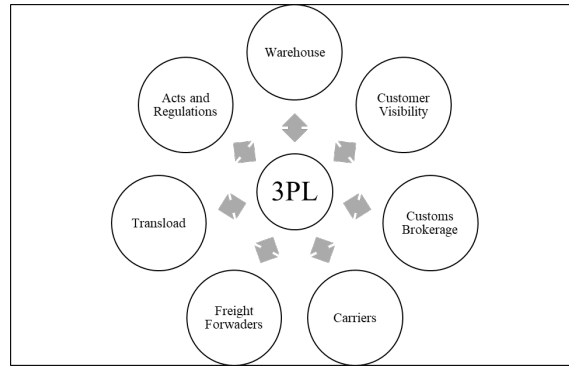 Warehouse
Acts and
Regulations
Customer
Visibility
3PL
Transload
Customs
Brokerage
Freight
Forwaders
Carriers